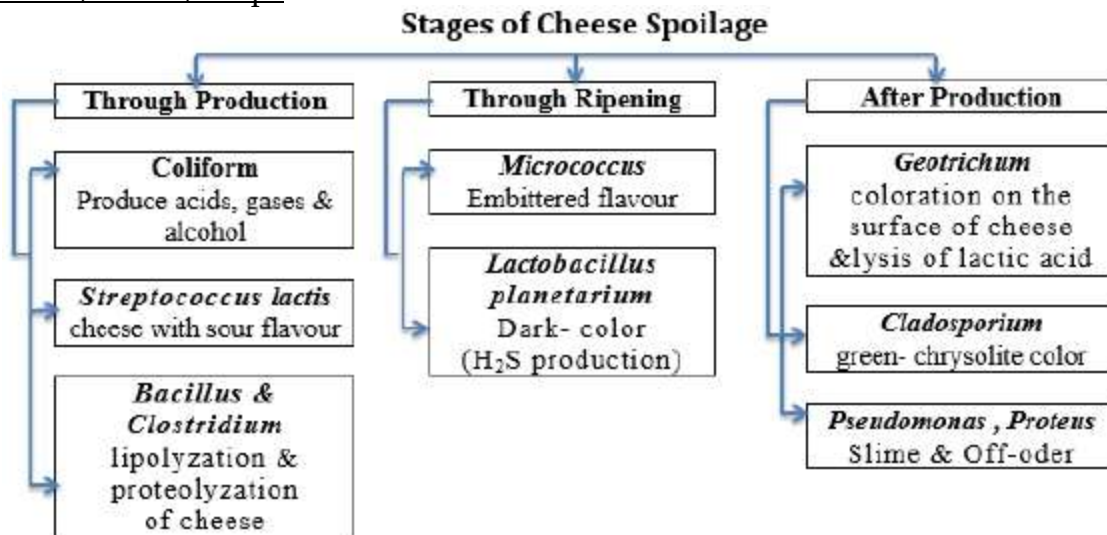 Stages of Cheese Spoilage
Through Production
Coliform
Produce acids, gases &
alcohol
Streptococcus lactis
cheese with sour flavour
Bacillus &
Clostridium
lipolyzation &
proteolyzation
of cheese
Through Ripening
Micrococcus
Embittered flavour
Lactobacillus
planetarium
Dark- color
(H₂S production)
After Production
Geotrichum
coloration on the
surface of cheese
&lysis of lactic acid
Cladosporium
green- chrysolite color
Pseudomonas , Proteus
Slime & Off-oder